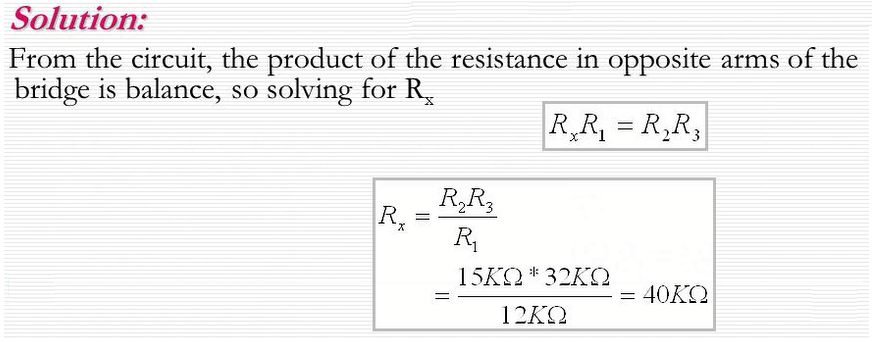 Solution:
From the circuit, the product of the resistance in opposite arms of the
bridge is balance, so solving for Rₓ
RₓR₁ = R₂R₃
Rₓ = R₂R₃ / R₁
= 15KΩ * 32KΩ / 12KΩ = 40KΩ